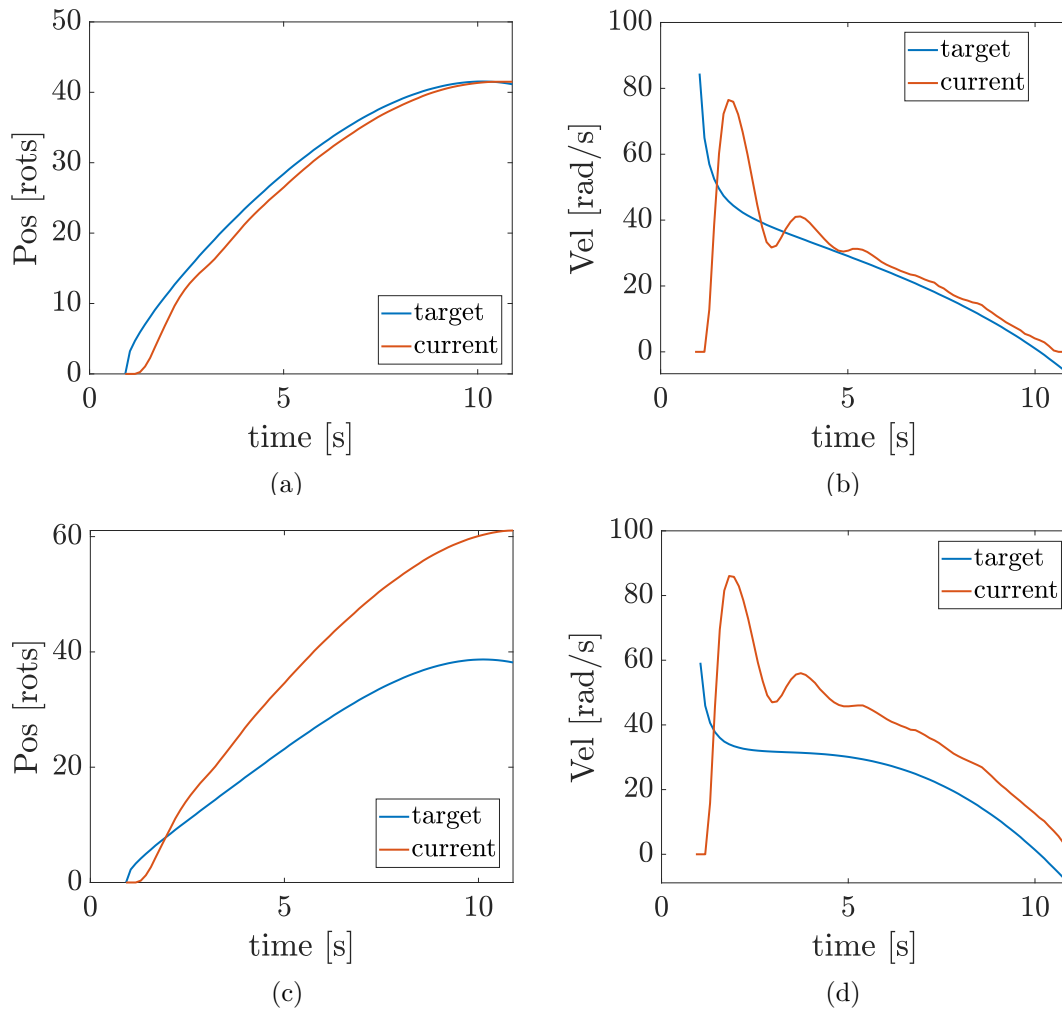 50
40
30
20
10
0
Pos [rots]
target
current
0 5 10
time [s]
(a)
100
80
60
40
20
0
Vel [rad/s]
target
current
0 5 10
time [s]
(b)
60
40
20
0
Pos [rots]
target
current
0 5 10
time [s]
(c)
100
80
60
40
20
0
Vel [rad/s]
target
current
0 5 10
time [s]
(d)